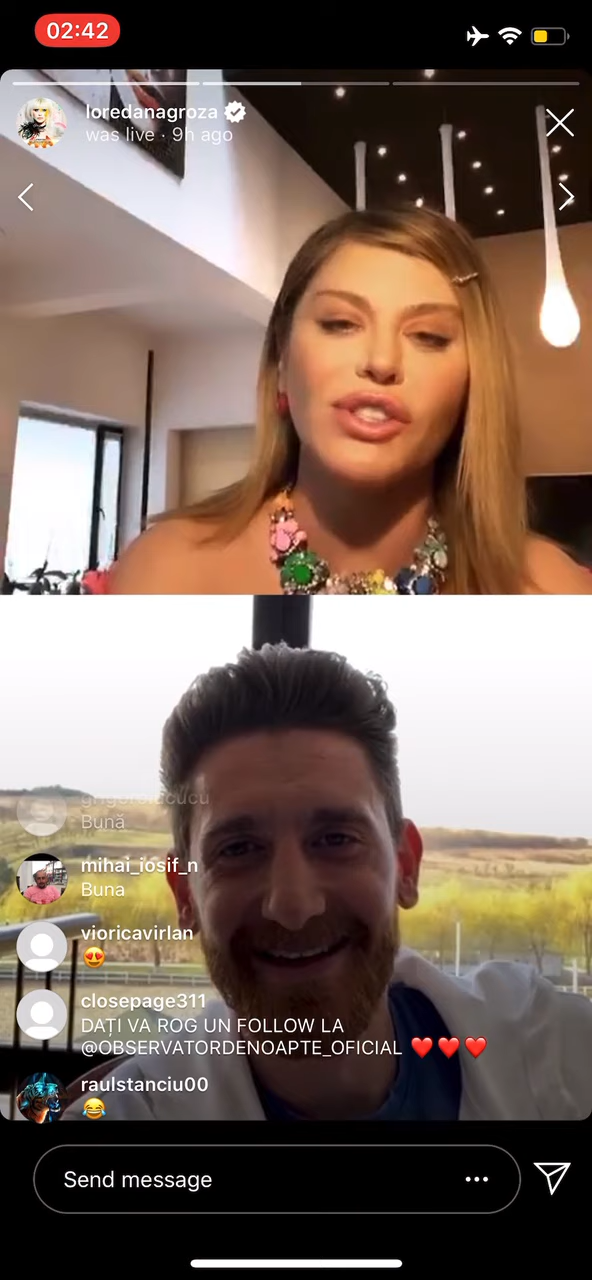 02:42
loredanagroza
was live · 9h ago
Bună
mihai_iosif_n
Buna
vioricavirlan
😍
closepage311
DAȚI VA ROG UN FOLLOW LA
@OBSERVATORDENOAPTE_OFICIAL ❤️❤️❤️
raulstanciu00
😂
Send message